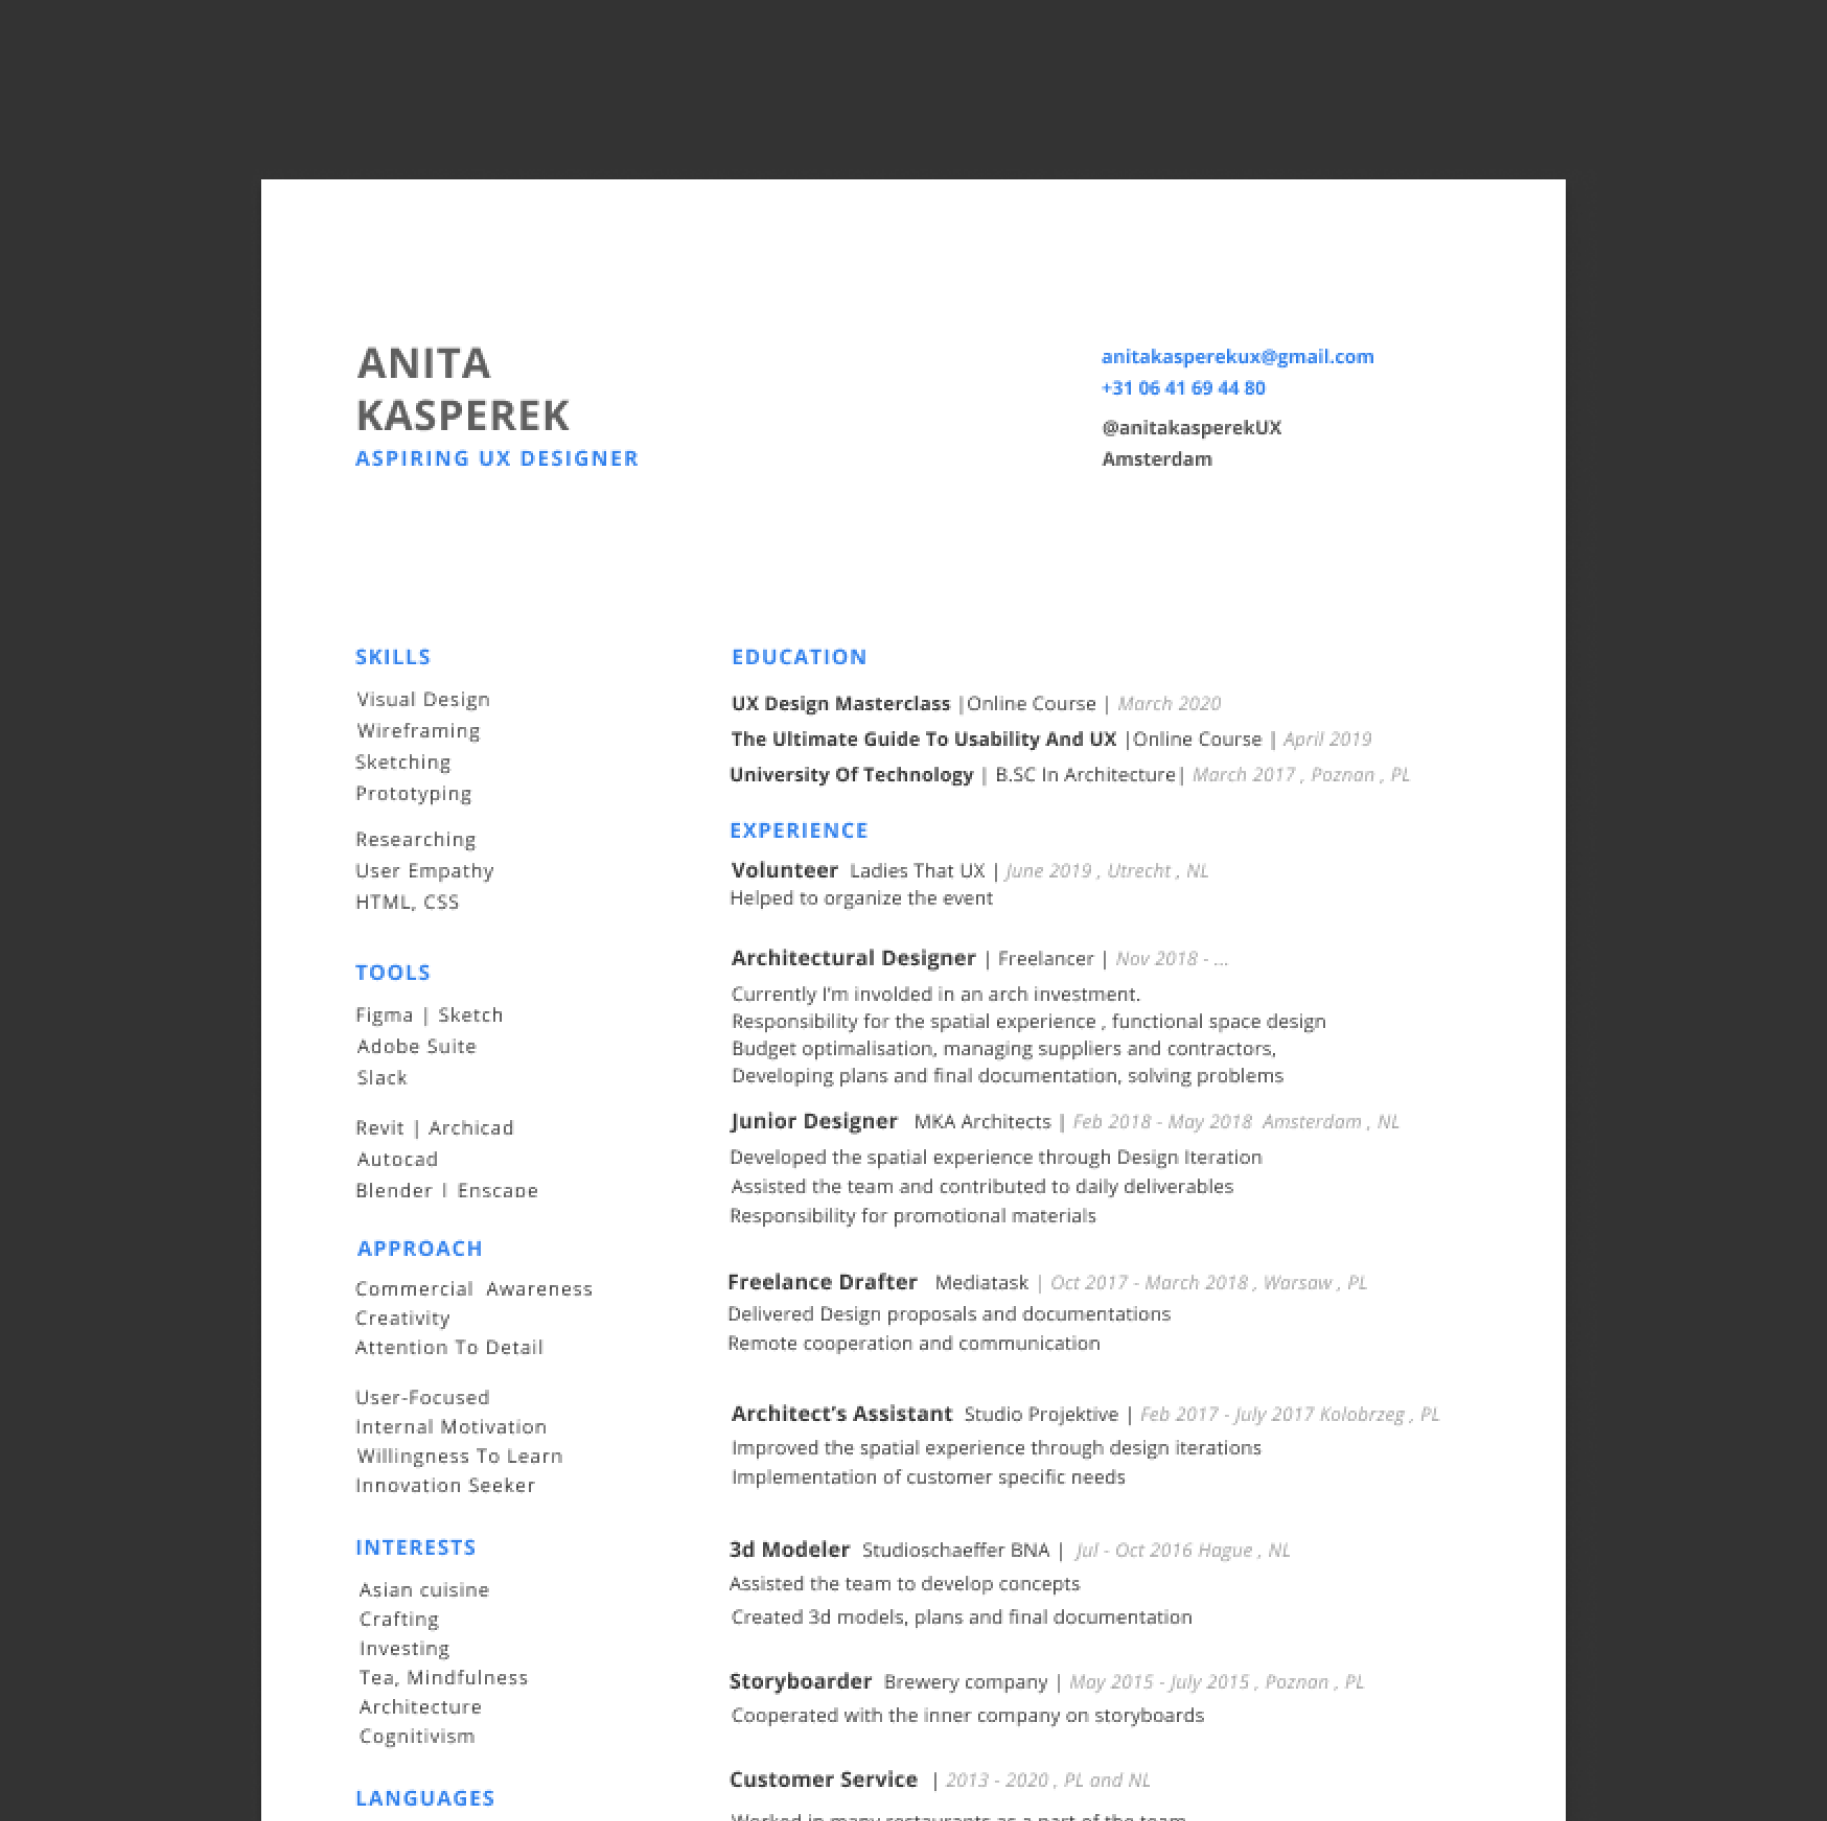 ANITA
KASPEREK
ASPIRING UX DESIGNER
anitakasperekux@gmail.com
+31 06 41 69 44 80
@anitakasperekUX
Amsterdam
SKILLS
Visual Design
Wireframing
Sketching
Prototyping
Researching
User Empathy
HTML, CSS
TOOLS
Figma | Sketch
Adobe Suite
Slack
Revit | Archicad
Autocad
Blender | Enscape
APPROACH
Commercial Awareness
Creativity
Attention To Detail
User-Focused
Internal Motivation
Willingness To Learn
Innovation Seeker
INTERESTS
Asian cuisine
Crafting
Investing
Tea, Mindfulness
Architecture
Cognitivism
LANGUAGES
EDUCATION
UX Design Masterclass |Online Course | March 2020
The Ultimate Guide To Usability And UX |Online Course | April 2019
University Of Technology | B.SC In Architecture| March 2017 , Poznan , PL
EXPERIENCE
Volunteer Ladies That UX | June 2019 , Utrecht , NL
Helped to organize the event
Architectural Designer | Freelancer | Nov 2018 - ...
Currently I'm involded in an arch investment.
Responsibility for the spatial experience , functional space design
Budget optimalisation, managing suppliers and contractors,
Developing plans and final documentation, solving problems
Junior Designer MKA Architects | Feb 2018 - May 2018 Amsterdam , NL
Developed the spatial experience through Design Iteration
Assisted the team and contributed to daily deliverables
Responsibility for promotional materials
Freelance Drafter Mediatask | Oct 2017 - March 2018 , Warsaw , PL
Delivered Design proposals and documentations
Remote cooperation and communication
Architect's Assistant Studio Projektive | Feb 2017 - July 2017 Kolobrzeg , PL
Improved the spatial experience through design iterations
Implementation of customer specific needs
3d Modeler Studioschaeffer BNA | Jul - Oct 2016 Hague , NL
Assisted the team to develop concepts
Created 3d models, plans and final documentation
Storyboarder Brewery company | May 2015 - July 2015 , Poznan , PL
Cooperated with the inner company on storyboards
Customer Service | 2013 - 2020 , PL and NL
Worked in many restaurants as a part of the team